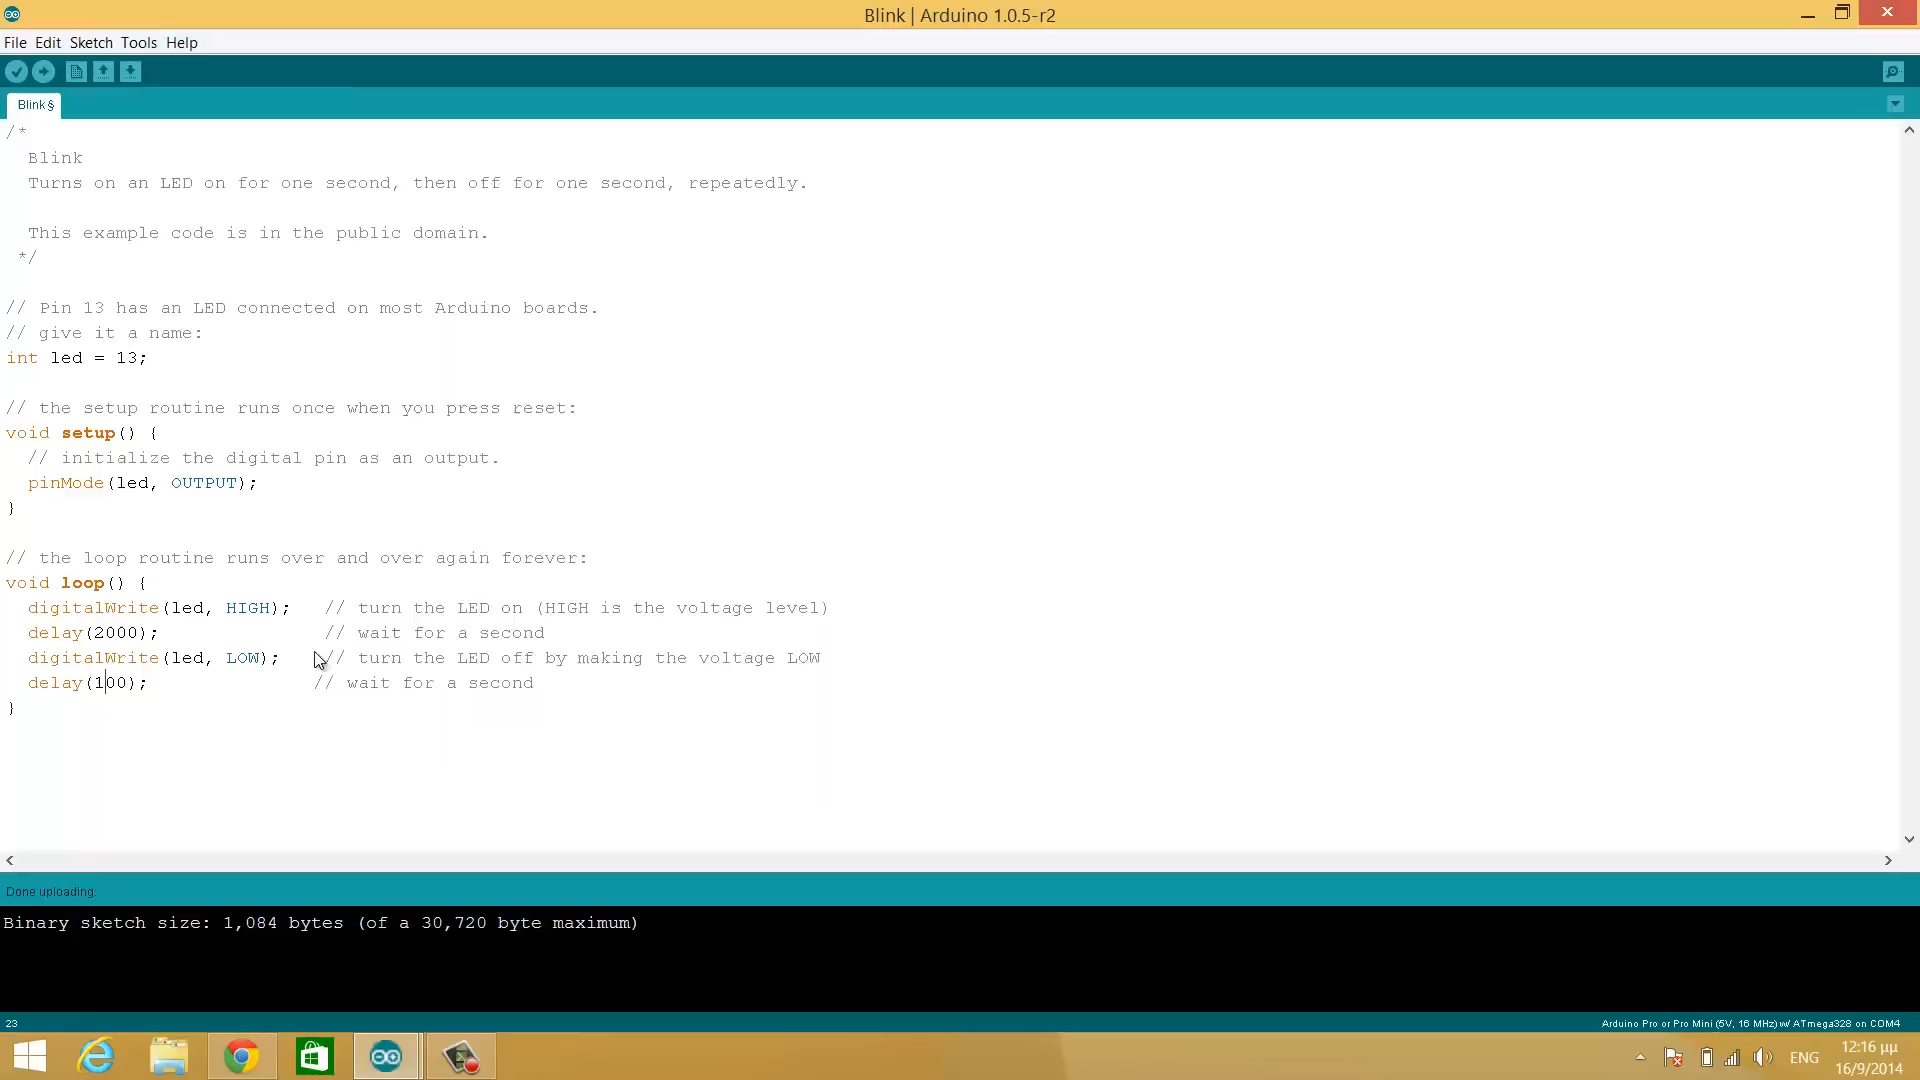 Blink | Arduino 1.0.5-r2
File Edit Sketch Tools Help
Blink §
/*
  Blink
  Turns on an LED on for one second, then off for one second, repeatedly.

  This example code is in the public domain.
 */

// Pin 13 has an LED connected on most Arduino boards.
// give it a name:
int led = 13;

// the setup routine runs once when you press reset:
void setup() {
  // initialize the digital pin as an output.
  pinMode(led, OUTPUT);
}

// the loop routine runs over and over again forever:
void loop() {
  digitalWrite(led, HIGH);   // turn the LED on (HIGH is the voltage level)
  delay(2000);               // wait for a second
  digitalWrite(led, LOW);    // turn the LED off by making the voltage LOW
  delay(100);               // wait for a second
}
Done uploading.
Binary sketch size: 1,084 bytes (of a 30,720 byte maximum)
23
Arduino Pro or Pro Mini (5V, 16 MHz) w/ ATmega328 on COM4
ENG
12:16 μμ
16/9/2014